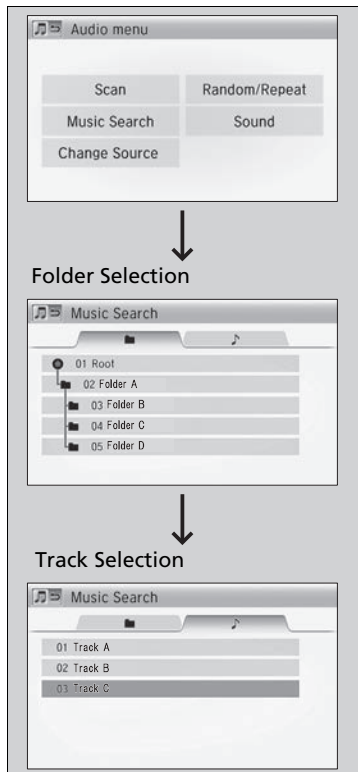 Audio menu
Scan Random/Repeat
Music Search Sound
Change Source
Folder Selection
Music Search
01 Root
02 Folder A
03 Folder B
04 Folder C
05 Folder D
Track Selection
Music Search
01 Track A
02 Track B
03 Track C